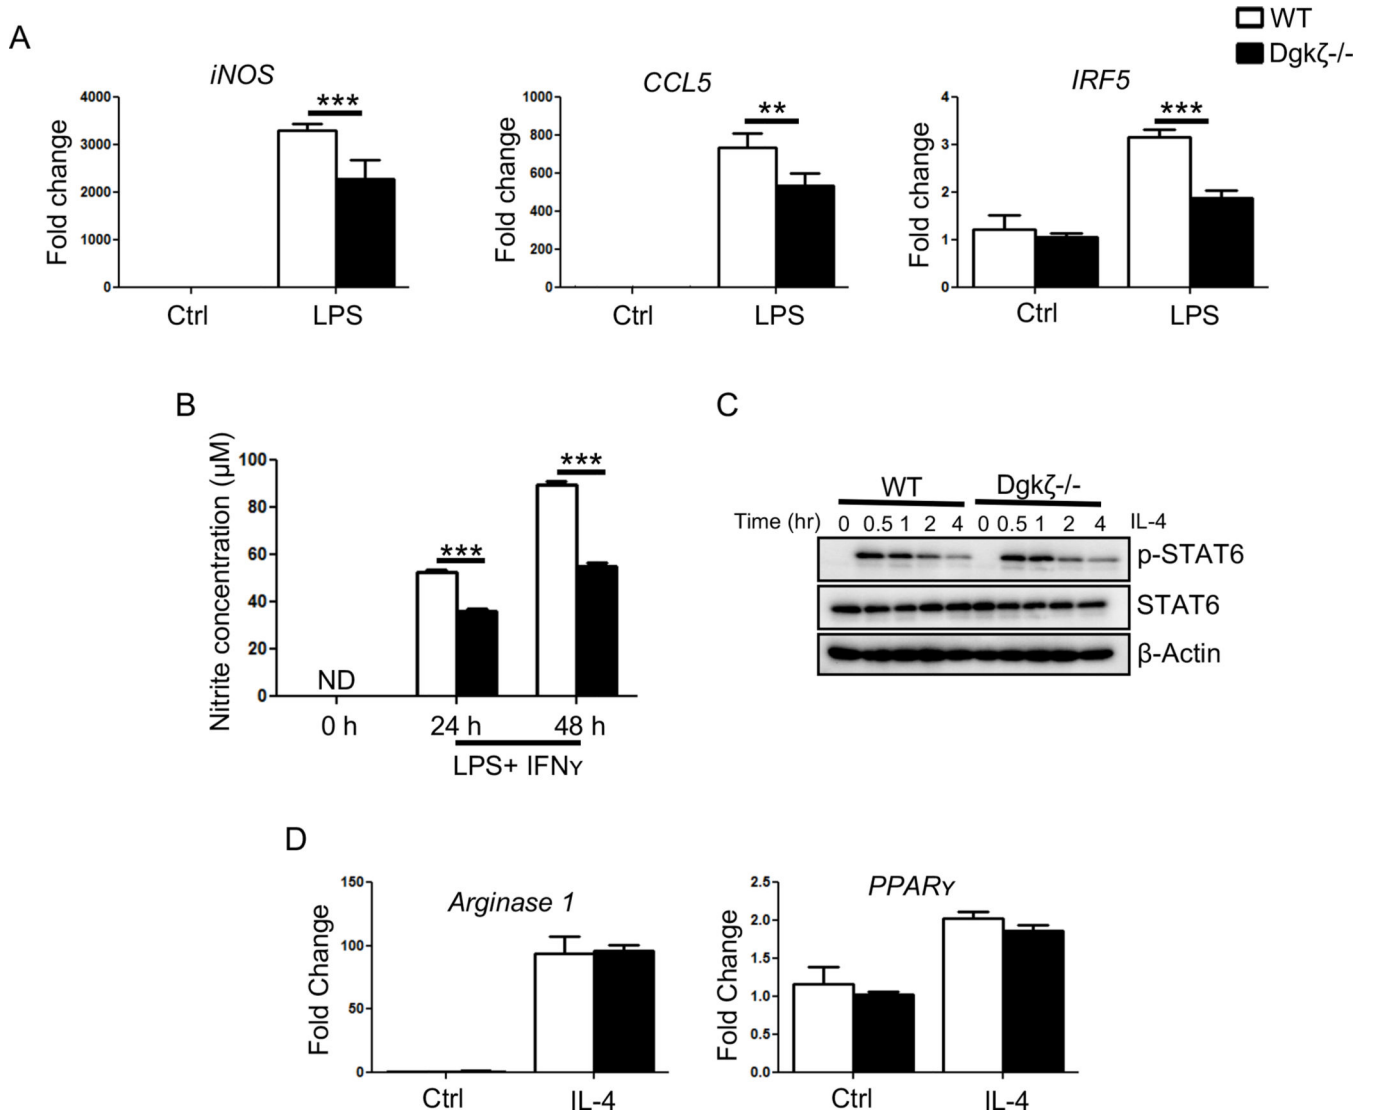 WT
Dgkζ-/-
A
iNOS
4000
3000
2000
1000
0
Fold change
***
Ctrl
LPS
CCL5
1000
800
600
400
200
0
Fold change
**
Ctrl
LPS
IRF5
4
3
2
1
0
Fold change
***
Ctrl
LPS
B
100
80
60
40
20
0
Nitrite concentration (µM)
ND
***
***
0 h
24 h
48 h
LPS+ IFNγ
C
WT
Dgkζ-/-
Time (hr) 0 0.5 1 2 4 0 0.5 1 2 4 IL-4
p-STAT6
STAT6
β-Actin
D
Arginase 1
150
100
50
0
Fold Change
Ctrl
IL-4
PPARγ
2.5
2.0
1.5
1.0
0.5
0.0
Fold Change
Ctrl
IL-4